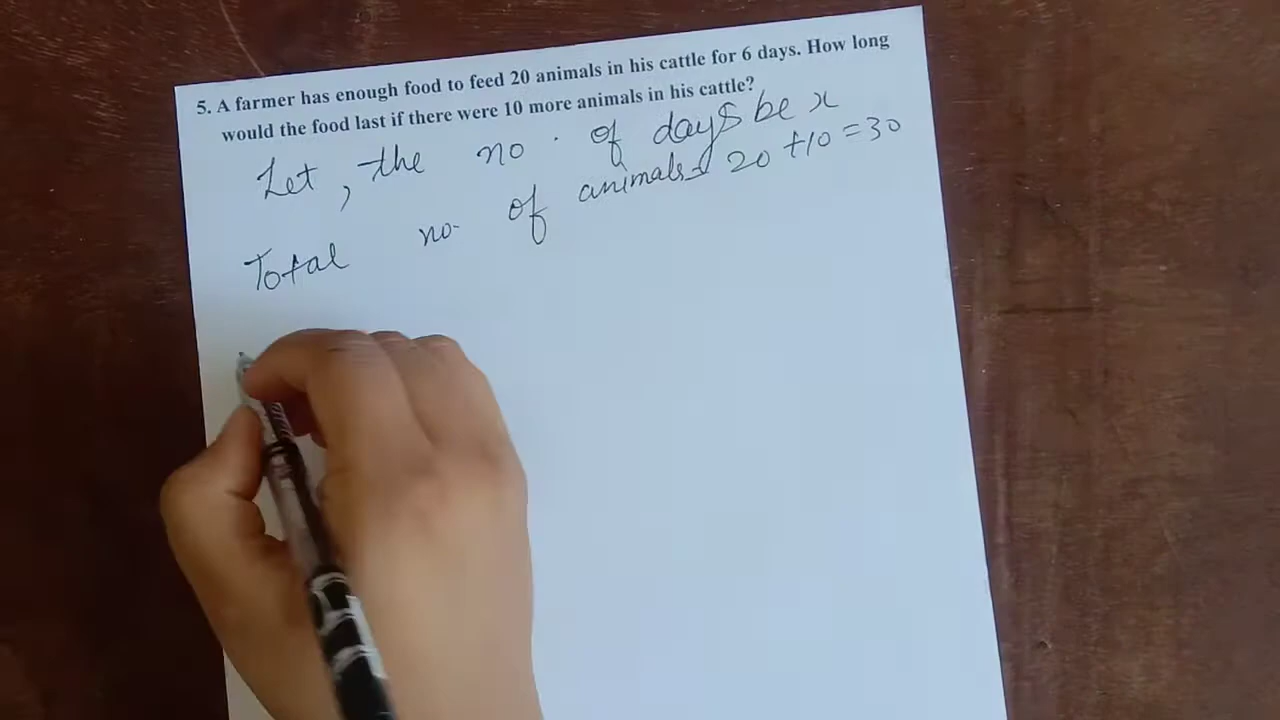 5. A farmer has enough food to feed 20 animals in his cattle for 6 days. How long
would the food last if there were 10 more animals in his cattle?
Let, the no. of days be x
Total no. of animals = 20 + 10 = 30